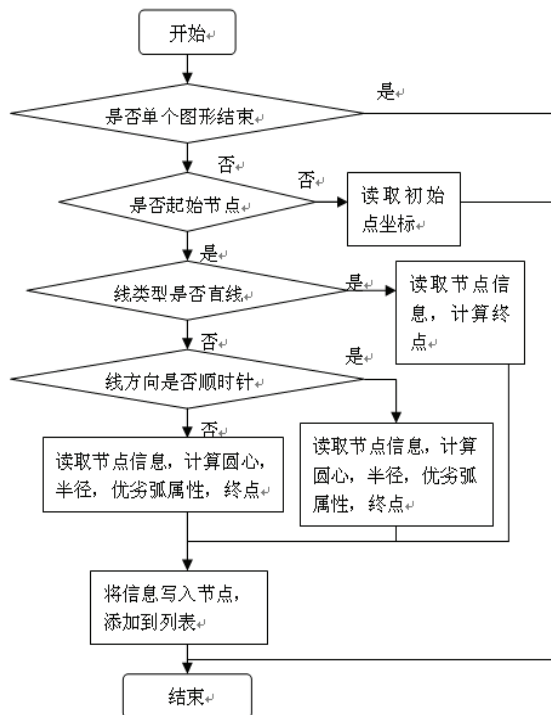 开始
是否单个图形结束
是
否
是否起始节点
否
读取初始
点坐标
是
线类型是否直线
是
读取节点信
息，计算终
点
否
线方向是否顺时针
是
否
读取节点信息，计算圆心，
半径，优劣弧属性，终点
读取节点信息，计算
圆心，半径，优劣弧
属性，终点
将信息写入节点，
添加到列表
结束